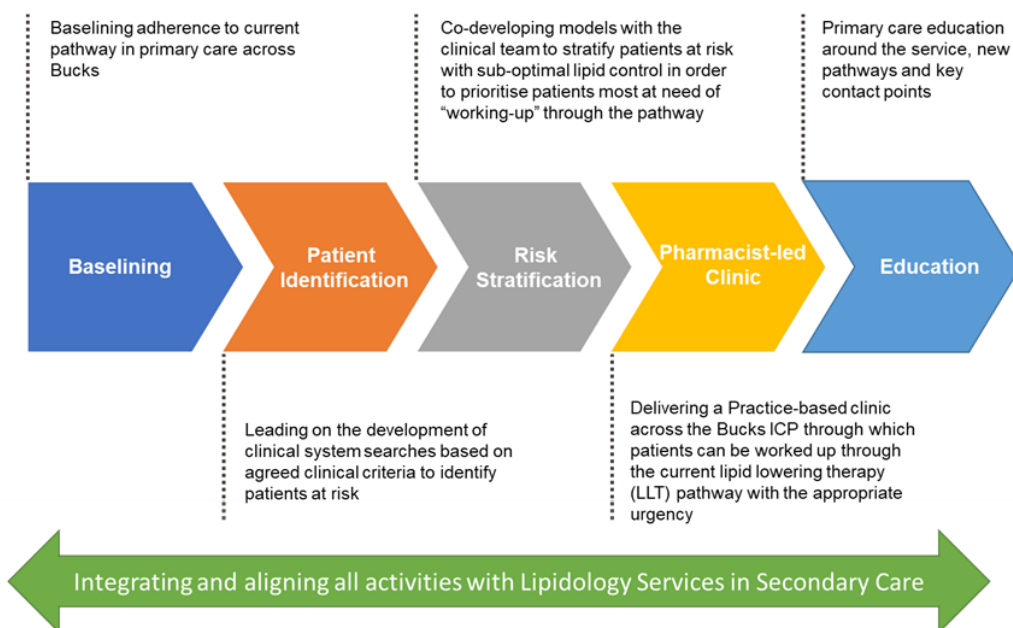 Baselining adherence to current
pathway in primary care across
Bucks
Co-developing models with the
clinical team to stratify patients at risk
with sub-optimal lipid control in order
to prioritise patients most at need of
“working-up” through the pathway
Primary care education
around the service, new
pathways and key
contact points
Baselining
Patient
Identification
Risk
Stratification
Pharmacist-led
Clinic
Education
Leading on the development of
clinical system searches based on
agreed clinical criteria to identify
patients at risk
Delivering a Practice-based clinic
across the Bucks ICP through which
patients can be worked up through
the current lipid lowering therapy
(LLT) pathway with the appropriate
urgency
Integrating and aligning all activities with Lipidology Services in Secondary Care